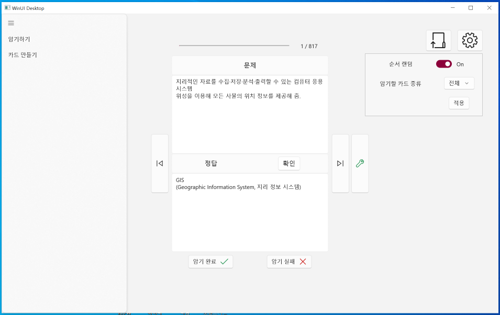 WinUI Desktop
암기하기
카드 만들기
1 / 817
문제
지리적인 자료를 수집·저장·분석·출력할 수 있는 컴퓨터 응용
시스템
위성을 이용해 모든 사물의 위치 정보를 제공해 줌.
정답
확인
GIS
(Geographic Information System, 지리 정보 시스템)
암기 완료
암기 실패
순서 랜덤
On
암기할 카드 종류
전체
적용